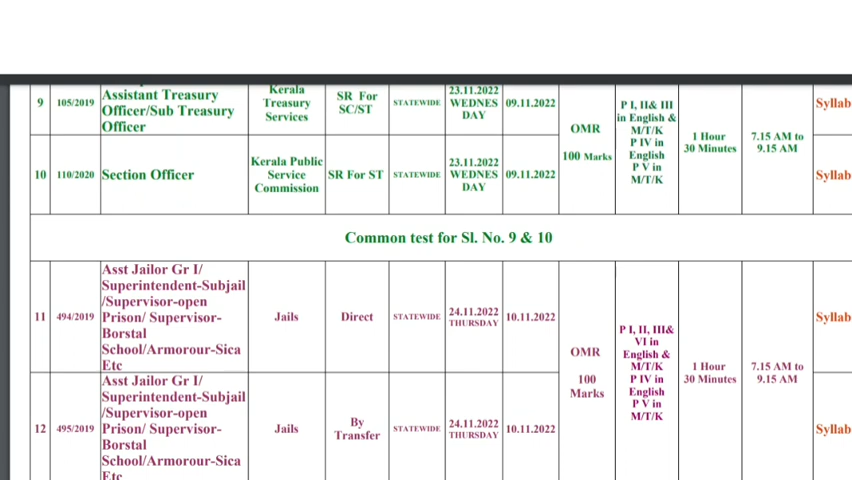 9
105/2019
Assistant Treasury
Officer/Sub Treasury
Officer
Kerala
Treasury
Services
SR For
SC/ST
STATEWIDE
23.11.2022
WEDNES
DAY
09.11.2022
10
110/2020
Section Officer
Kerala Public
Service
Commission
SR For ST
STATEWIDE
23.11.2022
WEDNES
DAY
09.11.2022
OMR
100 Marks
P I, II& III
in English &
M/T/K
P IV in
English
P V in
M/T/K
1 Hour
30 Minutes
7.15 AM to
9.15 AM
Syllab
Syllab
Common test for Sl. No. 9 & 10
11
494/2019
Asst Jailor Gr I/
Superintendent-Subjail
/Supervisor-open
Prison/ Supervisor-
Borstal
School/Armorour-Sica
Etc
Jails
Direct
STATEWIDE
24.11.2022
THURSDAY
10.11.2022
12
495/2019
Asst Jailor Gr I/
Superintendent-Subjail
/Supervisor-open
Prison/ Supervisor-
Borstal
School/Armorour-Sica
Etc
Jails
By
Transfer
STATEWIDE
24.11.2022
THURSDAY
10.11.2022
OMR
100
Marks
P I, II, III&
VI in
English &
M/T/K
P IV in
English
P V in
M/T/K
1 Hour
30 Minutes
7.15 AM to
9.15 AM
Syllab
Syllab